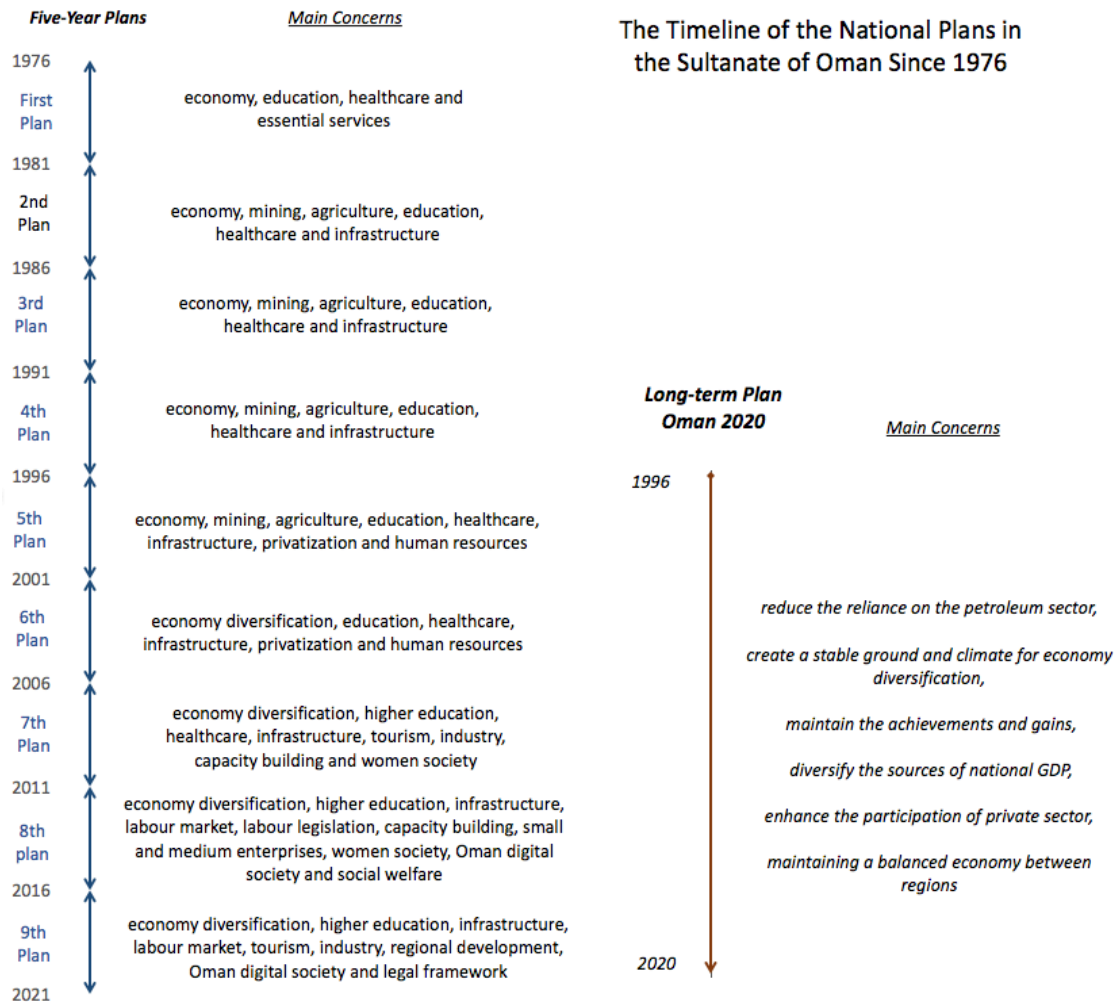 The Timeline of the National Plans in
the Sultanate of Oman Since 1976
Five-Year Plans
Main Concerns
1976
First
Plan
economy, education, healthcare and
essential services
1981
2nd
Plan
economy, mining, agriculture, education,
healthcare and infrastructure
1986
3rd
Plan
economy, mining, agriculture, education,
healthcare and infrastructure
1991
4th
Plan
economy, mining, agriculture, education,
healthcare and infrastructure
1996
5th
Plan
economy, mining, agriculture, education, healthcare,
infrastructure, privatization and human resources
2001
6th
Plan
economy diversification, education, healthcare,
infrastructure, privatization and human resources
2006
7th
Plan
economy diversification, higher education,
healthcare, infrastructure, tourism, industry,
capacity building and women society
2011
8th
plan
economy diversification, higher education, infrastructure,
labour market, labour legislation, capacity building, small
and medium enterprises, women society, Oman digital
society and social welfare
2016
9th
Plan
economy diversification, higher education, infrastructure,
labour market, tourism, industry, regional development,
Oman digital society and legal framework
2021
Long-term Plan
Oman 2020
Main Concerns
1996
reduce the reliance on the petroleum sector,
create a stable ground and climate for economy
diversification,
maintain the achievements and gains,
diversify the sources of national GDP,
enhance the participation of private sector,
maintaining a balanced economy between
regions
2020